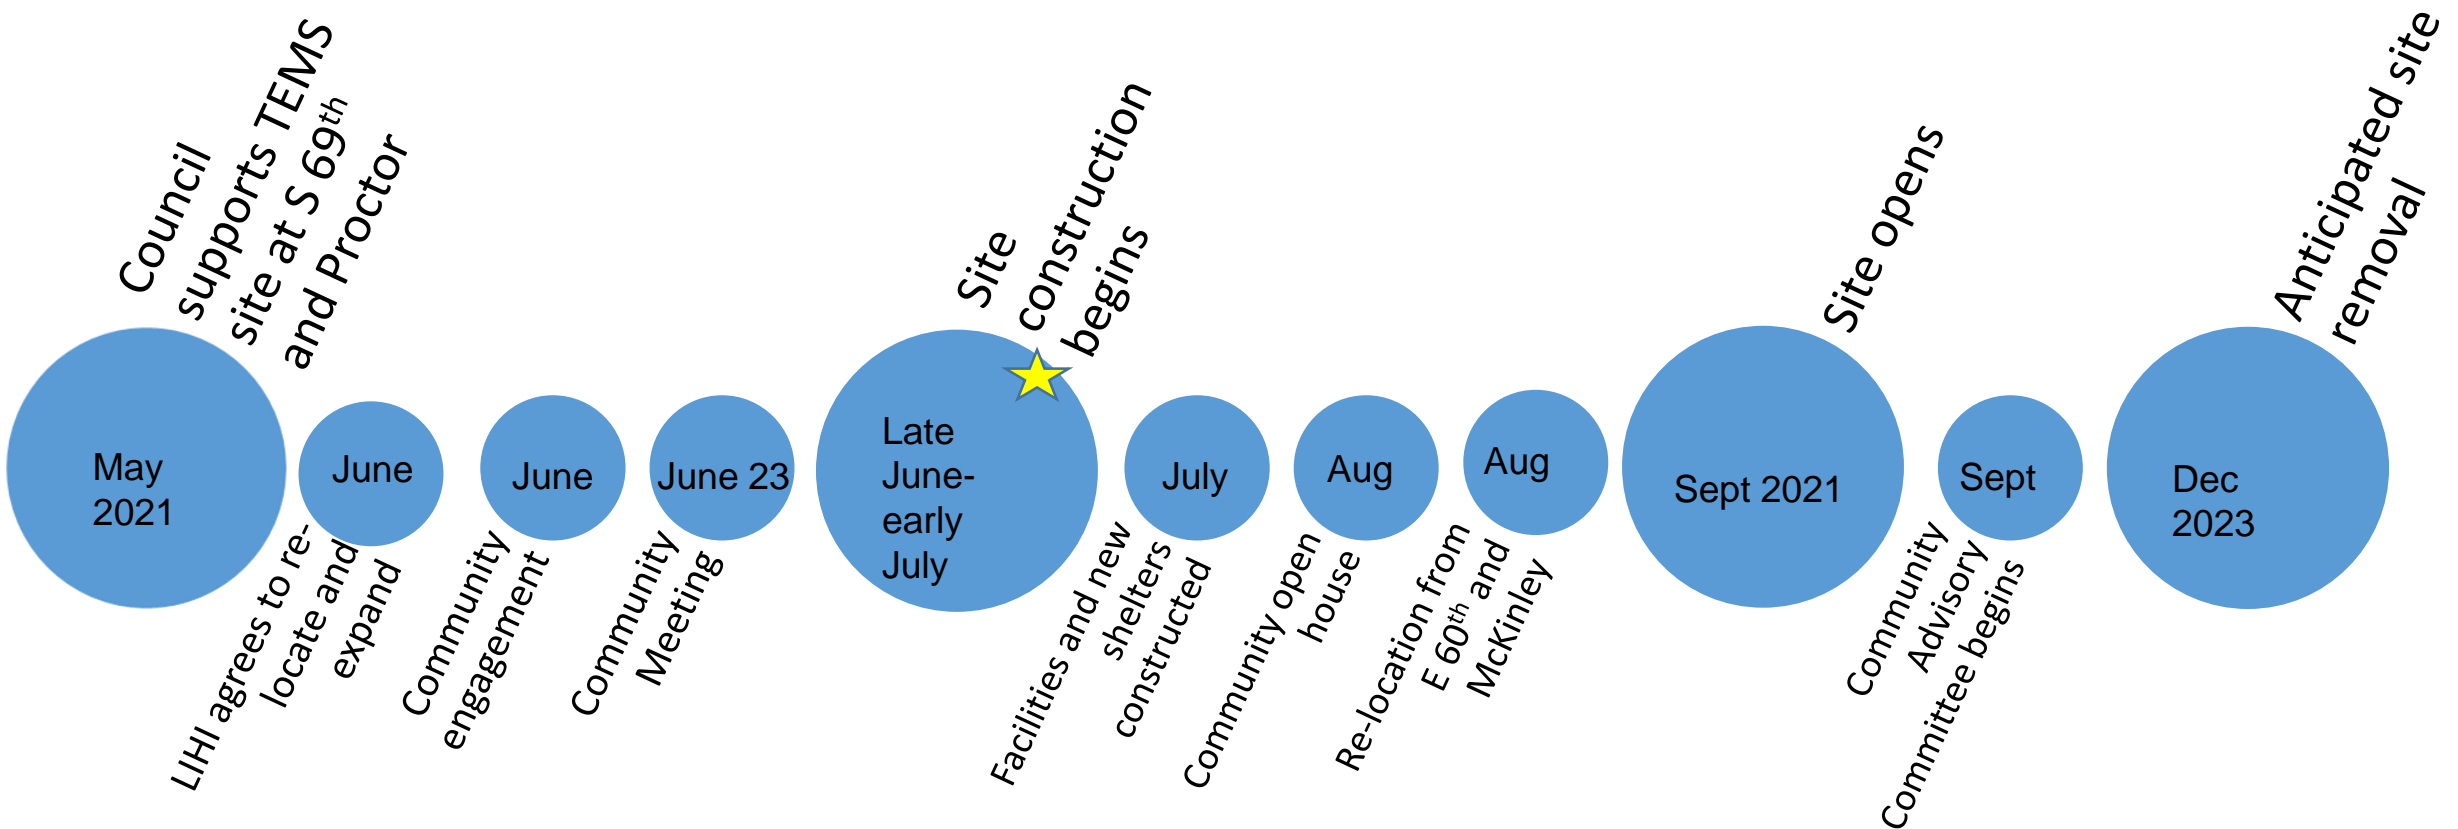 Council
supports TEMS
site at S 69th
and Proctor
May
2021
June
LIHI agrees to re-
locate and
expand
June
Community
engagement
June 23
Community
Meeting
Site
construction
begins
Late
June-
early
July
July
Facilities and new
shelters
constructed
Aug
Community open
house
Aug
Re-location from
E 60th and
McKinley
Site opens
Sept 2021
Sept
Community
Advisory
Committee begins
Anticipated site
removal
Dec
2023